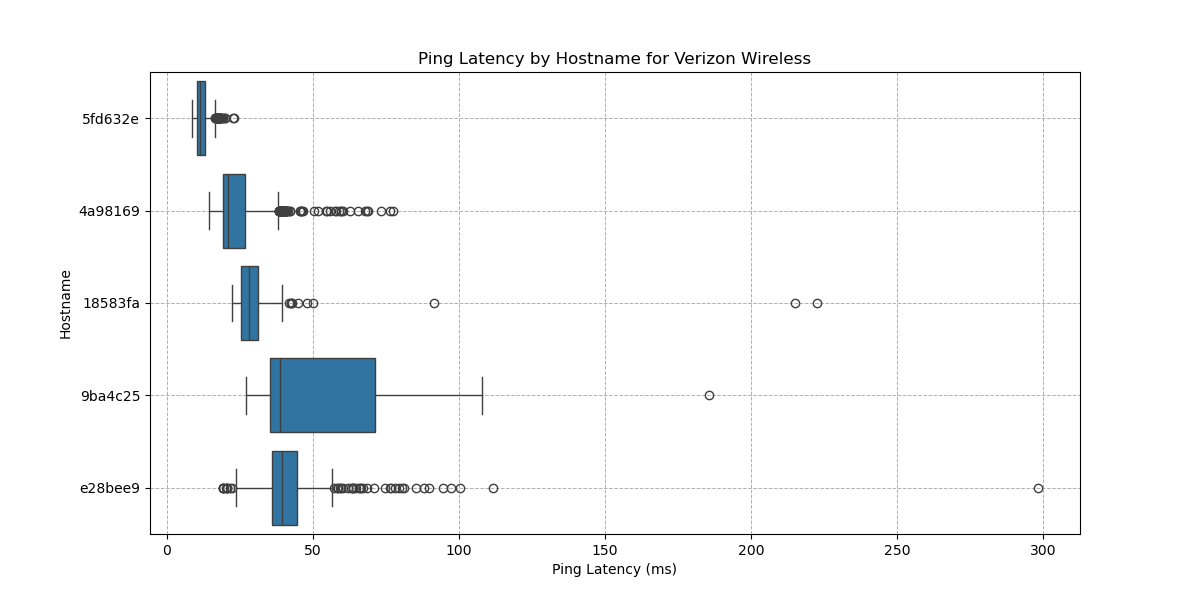 Ping Latency by Hostname for Verizon Wireless
Hostname
5fd632e
4a98169
18583fa
9ba4c25
e28bee9
0 50 100 150 200 250 300
Ping Latency (ms)